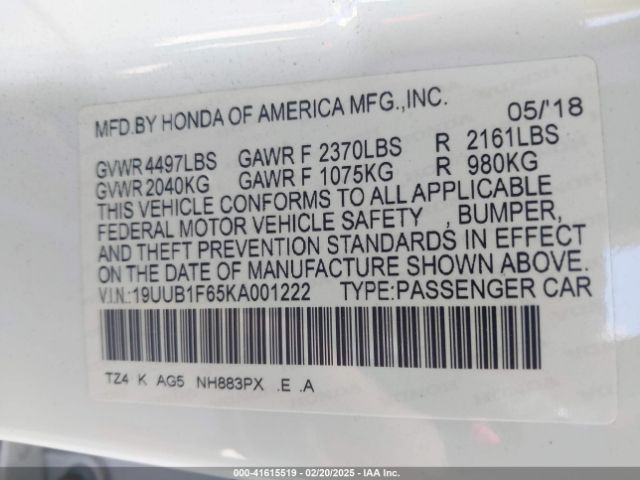 MFD.BY HONDA OF AMERICA MFG.,INC. 05/'18
GVWR 4497LBS GAWR F 2370LBS R 2161LBS
GVWR 2040KG GAWR F 1075KG R 980KG
THIS VEHICLE CONFORMS TO ALL APPLICABLE
FEDERAL MOTOR VEHICLE SAFETY , BUMPER,
AND THEFT PREVENTION STANDARDS IN EFFECT
ON THE DATE OF MANUFACTURE SHOWN ABOVE.
V.I.N.:19UUB1F65KA001222 TYPE:PASSENGER CAR
TZ4 K AG5 NH883PX .E .A
000-41615519 | 02/20/2025 - IAAI.com